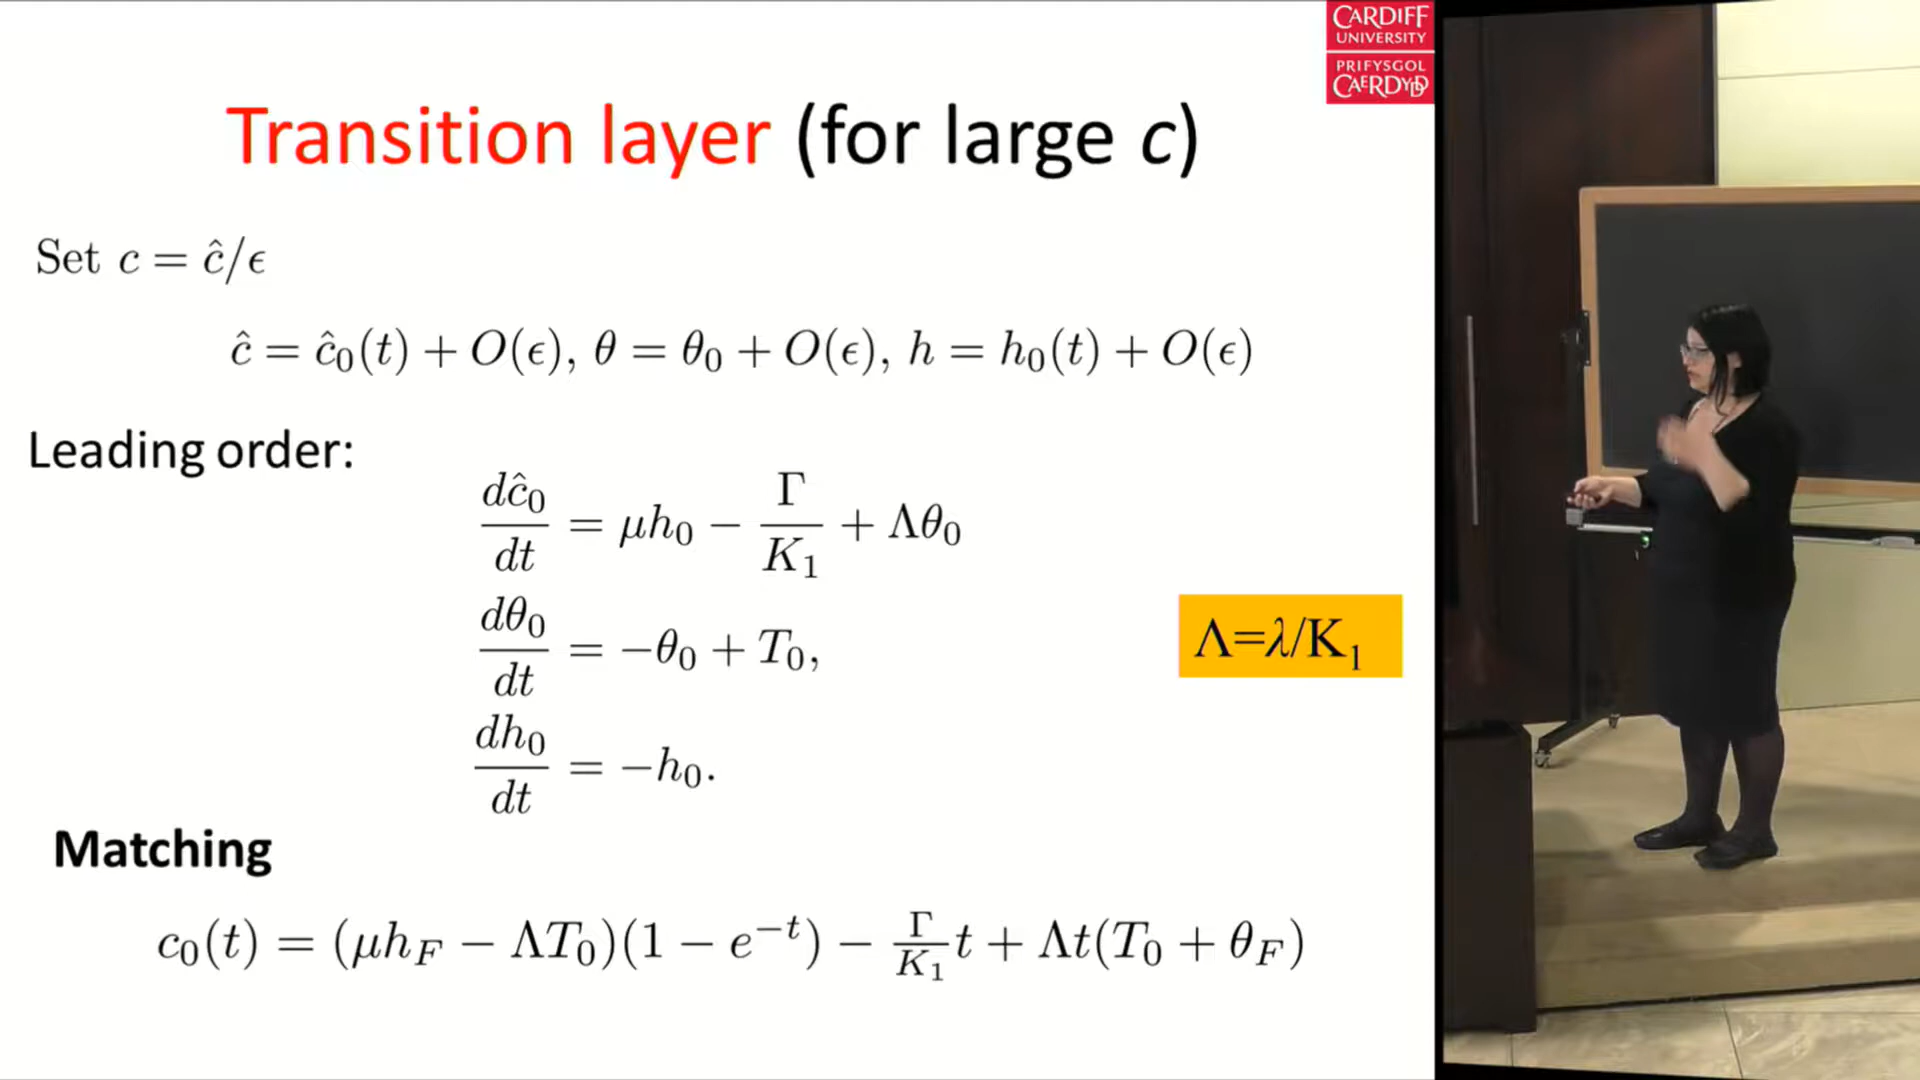 CARDIFF
UNIVERSITY
PRIFYSGOL
CAERDYDD
Transition layer (for large c)
Set c = ĉ/ϵ
ĉ = ĉ₀(t) + O(ϵ), θ = θ₀ + O(ϵ), h = h₀(t) + O(ϵ)
Leading order:
dĉ₀/dt = μh₀ − Γ/K₁ + Λθ₀
dθ₀/dt = −θ₀ + T₀,
Λ=λ/K₁
dh₀/dt = −h₀.
Matching
c₀(t) = (μh_F − ΛT₀)(1 − e^{−t}) − Γ/K₁ t + Λt(T₀ + θ_F)